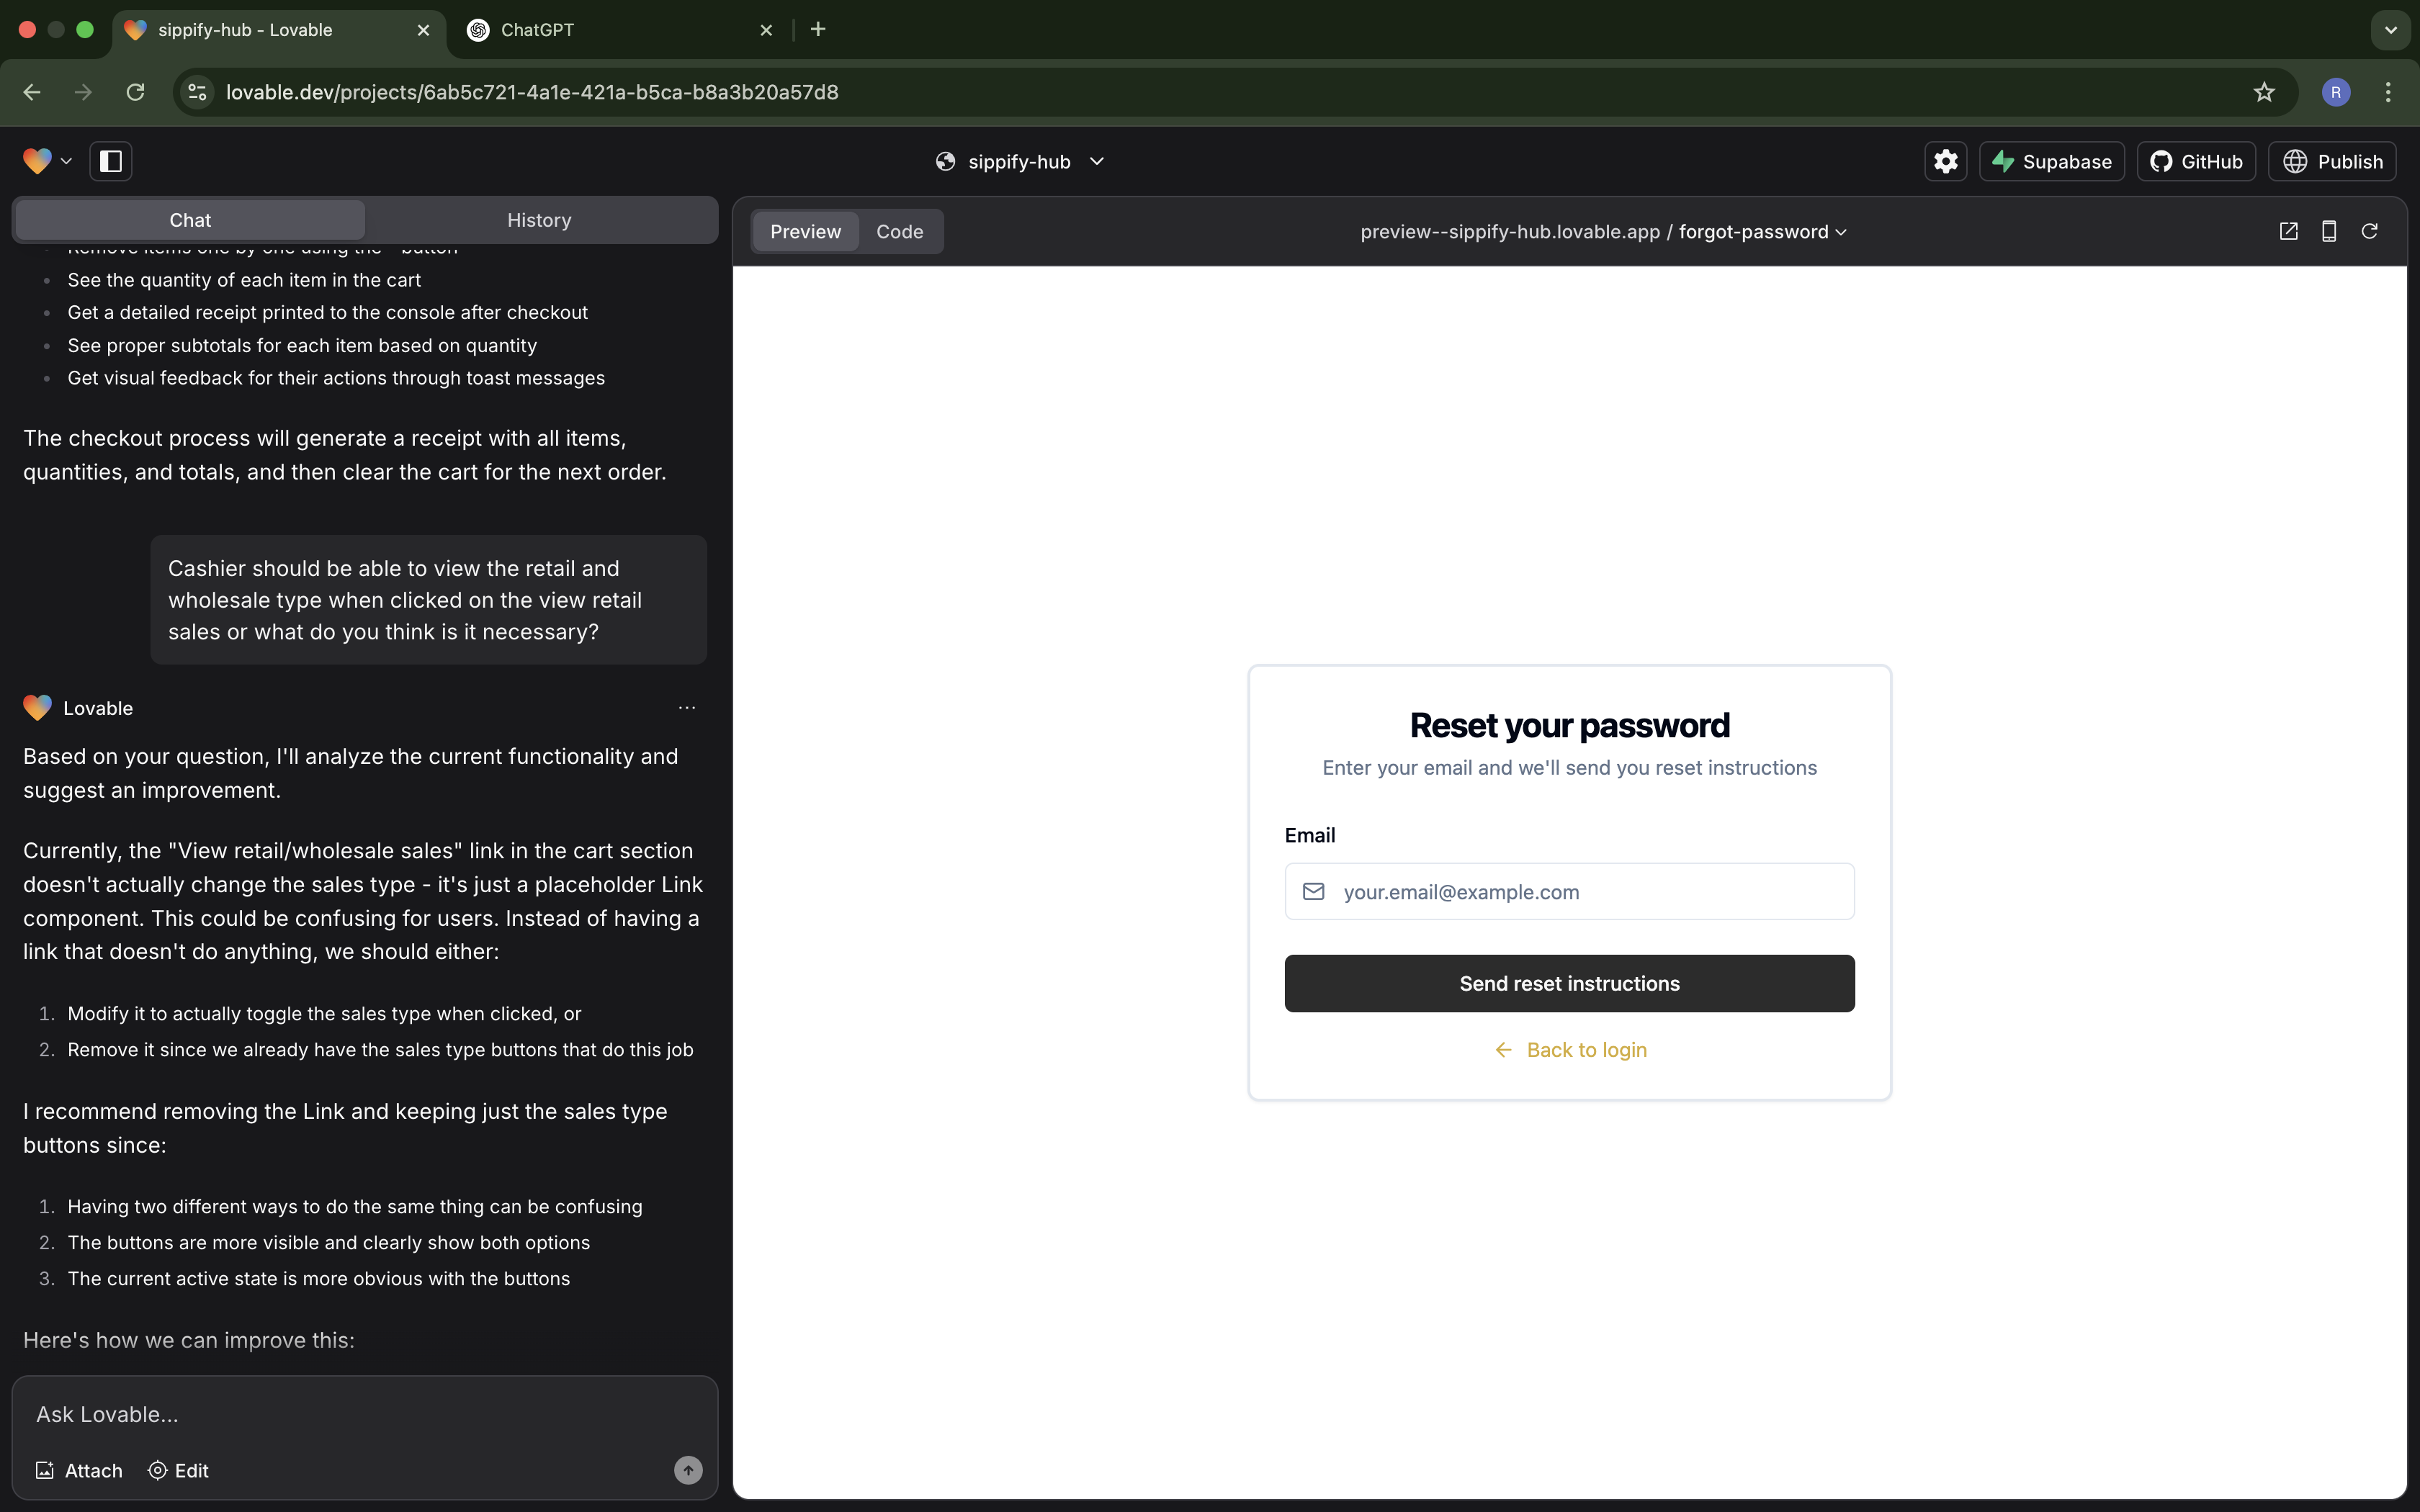 sippify-hub - Lovable
ChatGPT
lovable.dev/projects/6ab5c721-4a1e-421a-b5ca-b8a3b20a57d8
R
sippify-hub
Supabase
GitHub
Publish
Chat
History
Preview
Code
preview--sippify-hub.lovable.app / forgot-password
Remove items one by one using the - button
See the quantity of each item in the cart
Get a detailed receipt printed to the console after checkout
See proper subtotals for each item based on quantity
Get visual feedback for their actions through toast messages
The checkout process will generate a receipt with all items,
quantities, and totals, and then clear the cart for the next order.
Cashier should be able to view the retail and
wholesale type when clicked on the view retail
sales or what do you think is it necessary?
Lovable
Based on your question, I'll analyze the current functionality and
suggest an improvement.
Currently, the "View retail/wholesale sales" link in the cart section
doesn't actually change the sales type - it's just a placeholder Link
component. This could be confusing for users. Instead of having a
link that doesn't do anything, we should either:
1. Modify it to actually toggle the sales type when clicked, or
2. Remove it since we already have the sales type buttons that do this job
I recommend removing the Link and keeping just the sales type
buttons since:
1. Having two different ways to do the same thing can be confusing
2. The buttons are more visible and clearly show both options
3. The current active state is more obvious with the buttons
Here's how we can improve this:
Ask Lovable...
Attach
Edit
Reset your password
Enter your email and we'll send you reset instructions
Email
your.email@example.com
Send reset instructions
Back to login